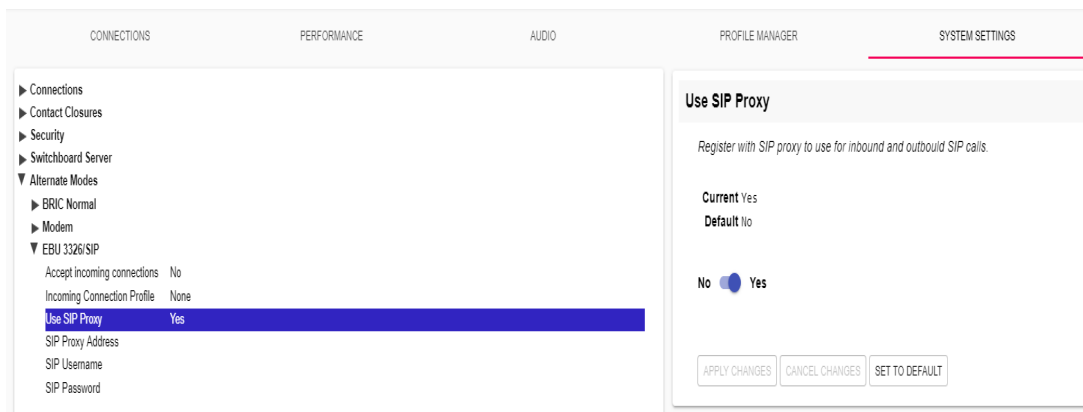 CONNECTIONS PERFORMANCE AUDIO PROFILE MANAGER SYSTEM SETTINGS
Connections
Contact Closures
Security
Switchboard Server
Alternate Modes
BRIC Normal
Modem
EBU 3326/SIP
Accept incoming connections No
Incoming Connection Profile None
Use SIP Proxy Yes
SIP Proxy Address
SIP Username
SIP Password
Use SIP Proxy
Register with SIP proxy to use for inbound and outbould SIP calls.
Current Yes
Default No
No Yes
APPLY CHANGES CANCEL CHANGES SET TO DEFAULT